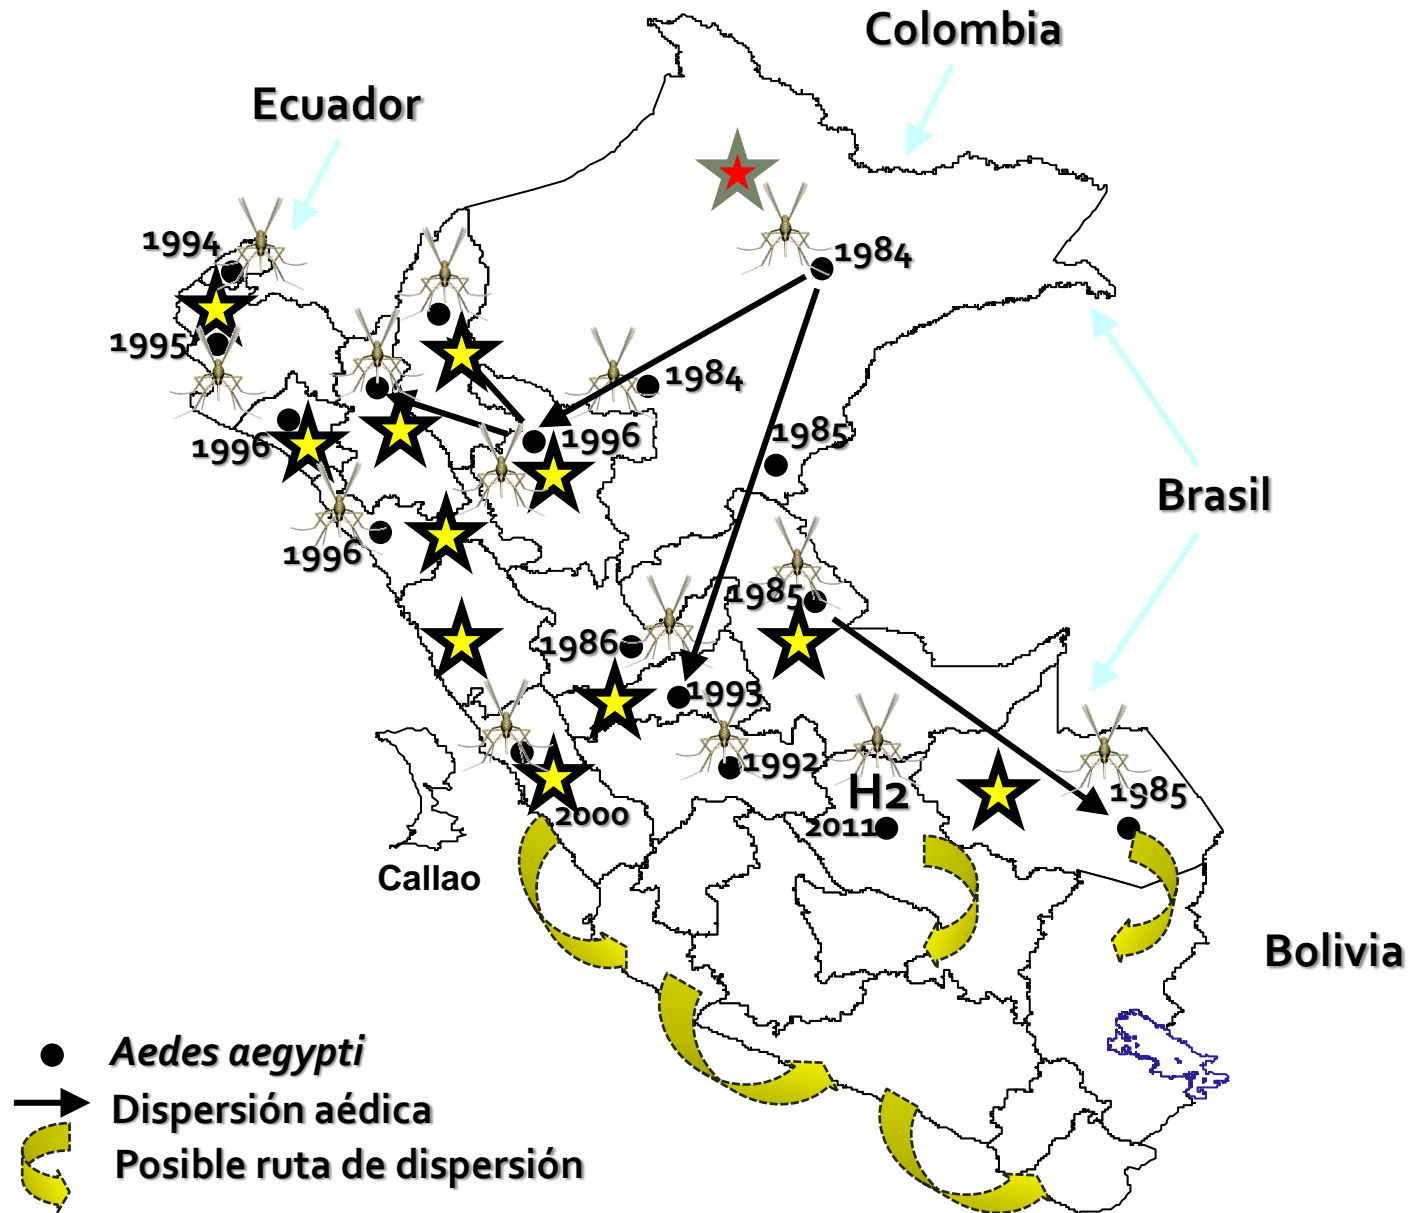 Colombia
Ecuador
1994
1984
1995
1984
1996
1996
1985
1996
1985
1986
1993
1992
H2
1985
2000
2011
Callao
Brasil
Bolivia
Aedes aegypti
Dispersión aédica
Posible ruta de dispersión